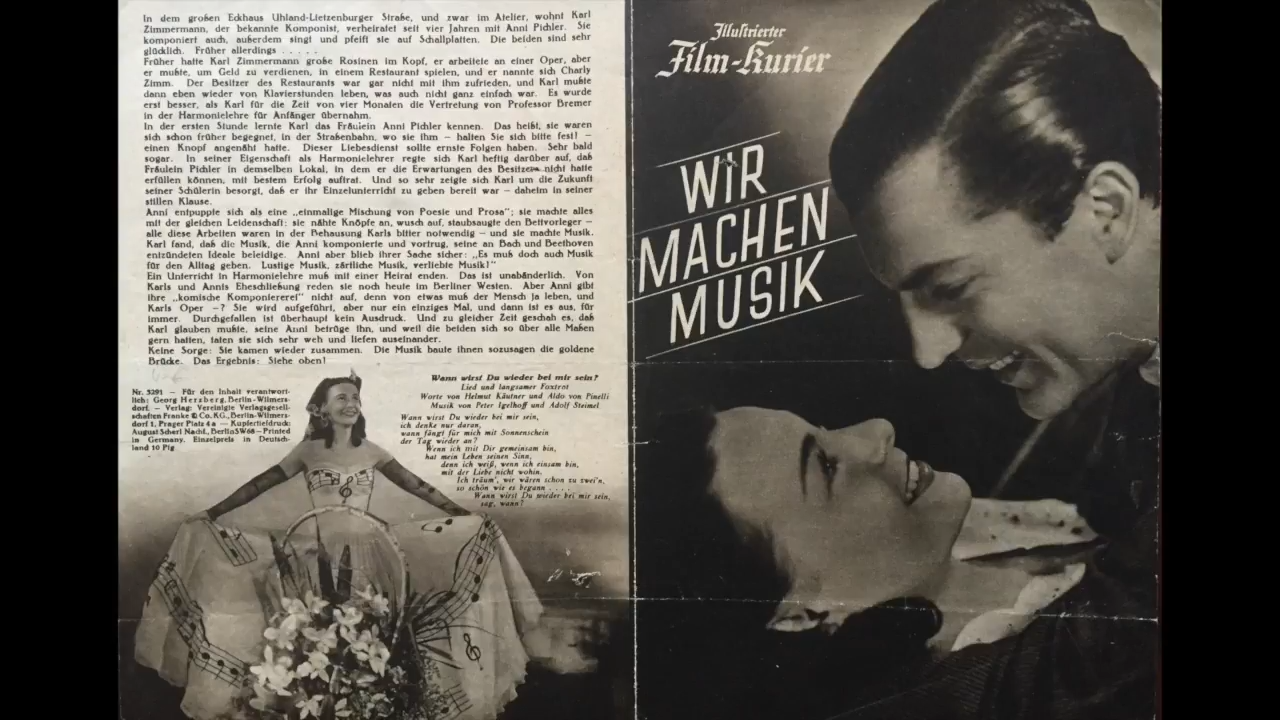 In dem großen Eckhaus Uhland-Lietzenburger Straße, und zwar im Atelier, wohnt Karl
Zimmermann, der bekannte Komponist, verheiratet seit vier Jahren mit Anni Pichler. Sie
komponiert auch, außerdem singt und pfeift sie auf Schallplatten. Die beiden sind sehr
glücklich. Früher allerdings . . . . .
Früher hatte Karl Zimmermann große Rosinen im Kopf, er arbeitete an einer Oper, aber
er mußte, um Geld zu verdienen, in einem Restaurant spielen, und er nannte sich Charly
Zimm. Der Besitzer des Restaurants war gar nicht mit ihm zufrieden, und Karl mußte
dann eben wieder von Klavierstunden leben, was auch nicht ganz einfach war. Es wurde
erst besser, als Karl für die Zeit von vier Monaten die Vertretung von Professor Bremer
in der Harmonielehre für Anfänger übernahm.
In der ersten Stunde lernte Karl das Fräulein Anni Pichler kennen. Das heißt, sie waren
sich schon früher begegnet, in der Straßenbahn, wo sie ihm – halten Sie sich bitte fest! –
einen Knopf angenäht hatte. Dieser Liebesdienst sollte ernste Folgen haben. Sehr bald
sogar. In seiner Eigenschaft als Harmonielehrer regte sich Karl heftig darüber auf, daß
Fräulein Pichler in demselben Lokal, in dem er die Erwartungen des Besitzers nicht hatte
erfüllen können, mit bestem Erfolg auftrat. Und so sehr zeigte sich Karl um die Zukunft
seiner Schülerin besorgt, daß er ihr Einzelunterricht zu geben bereit war – daheim in seiner
stillen Klause.
Anni entpuppte sich als eine „einmalige Mischung von Poesie und Prosa“; sie machte alles
mit der gleichen Leidenschaft: sie nähte Knöpfe an, wusch auf, staubsaugte den Bettvorleger –
alle diese Arbeiten waren in der Behausung Karls bitter notwendig – und sie machte Musik.
Karl fand, daß die Musik, die Anni komponierte und vortrug, seine an Bach und Beethoven
entzündeten Ideale beleidige. Anni aber blieb ihrer Sache sicher: „Es muß doch auch Musik
für den Alltag geben. Lustige Musik, zärtliche Musik, verliebte Musik!“
Ein Unterricht in Harmonielehre muß mit einer Heirat enden. Das ist unabänderlich. Von
Karls und Annis Eheschließung reden sie noch heute im Berliner Westen. Aber Anni gibt
ihre „komische Komponiererei“ nicht auf, denn von etwas muß der Mensch ja leben, und
Karls Oper –? Sie wird aufgeführt, aber nur ein einziges Mal, und dann ist es aus, für
immer. Durchgefallen ist überhaupt kein Ausdruck. Und zu gleicher Zeit geschah es, daß
Karl glauben mußte, seine Anni betrüge ihn, und weil die beiden sich so über alle Maßen
gern hatten, taten sie sich sehr weh und liefen auseinander.
Keine Sorge: Sie kamen wieder zusammen. Die Musik baute ihnen sozusagen die goldene
Brücke. Das Ergebnis: Siehe oben!
Nr. 3291 – Für den Inhalt verantwort-
lich: Georg Herzberg, Berlin-Wilmers-
dorf. – Verlag: Vereinigte Verlagsgesell-
schaften Franke & Co. KG., Berlin-Wilmers-
dorf 1, Prager Platz 4a — Kupfertiefdruck:
August Scherl Nachf., Berlin SW 68 – Printed
in Germany. Einzelpreis in Deutsch-
land 10 Pfg
Wann wirst Du wieder bei mir sein?
Lied und langsamer Foxtrot
Worte von Helmut Käutner und Aldo von Pinelli
Musik von Peter Igelhoff und Adolf Steimel
Wann wirst Du wieder bei mir sein,
ich denke nur daran,
wann fängt für mich mit Sonnenschein
der Tag wieder an?
Wenn ich mit Dir gemeinsam bin,
hat mein Leben seinen Sinn,
denn ich weiß, wenn ich einsam bin,
mit der Liebe nicht wohin.
Ich träum', wir wären schon zu zwei'n,
so schön wie es begann . . . .
Wann wirst Du wieder bei mir sein,
sag, wann?
Illustrierter
Film-Kurier
WIR
MACHEN
MUSIK